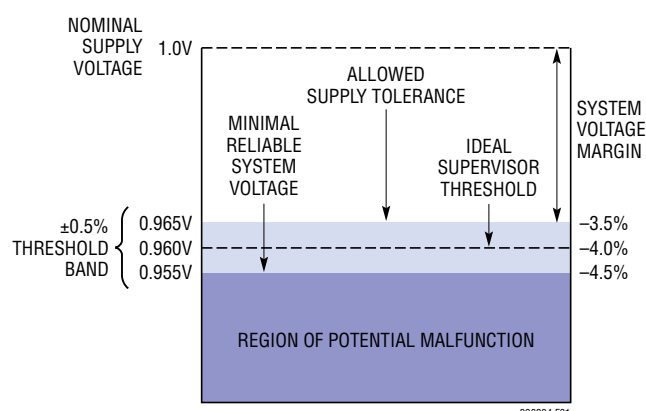 NOMINAL
SUPPLY
VOLTAGE
1.0V
ALLOWED
SUPPLY TOLERANCE
MINIMAL
RELIABLE
SYSTEM
VOLTAGE
IDEAL
SUPERVISOR
THRESHOLD
SYSTEM
VOLTAGE
MARGIN
±0.5%
THRESHOLD
BAND
0.965V
0.960V
0.955V
–3.5%
–4.0%
–4.5%
REGION OF POTENTIAL MALFUNCTION